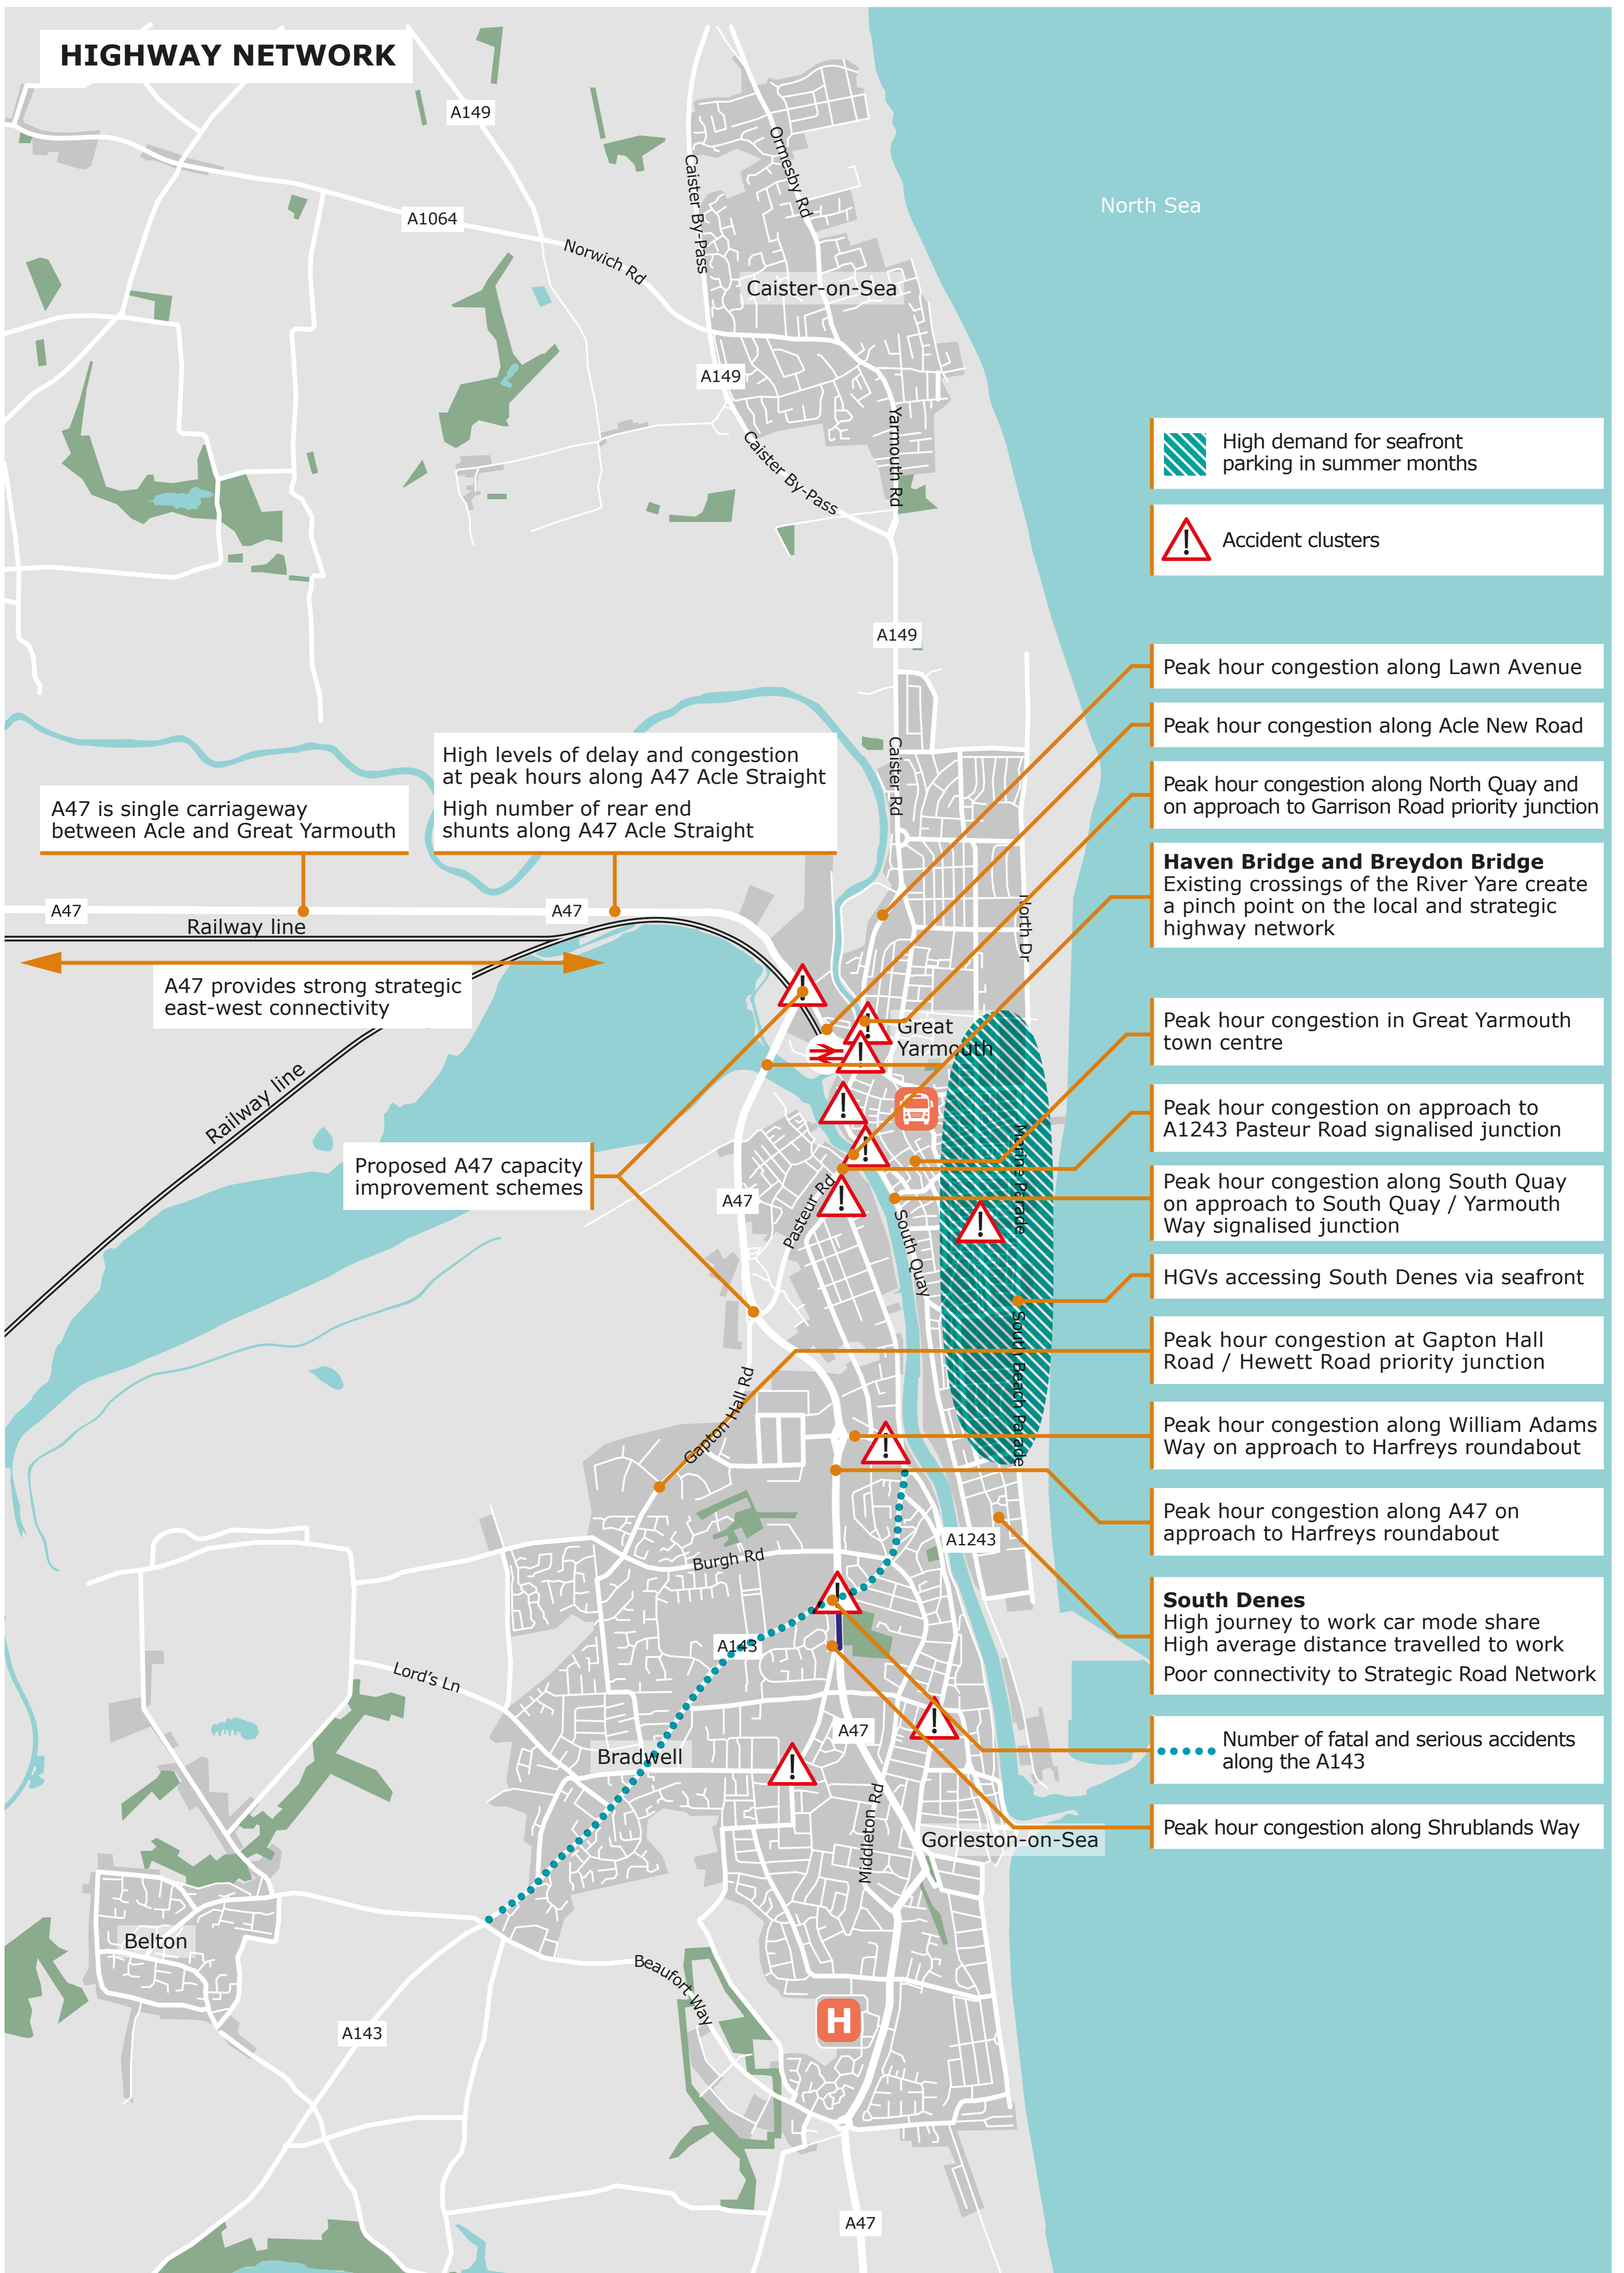 HIGHWAY NETWORK
A149
Ormesby Rd
Caister By-Pass
North Sea
A1064
Norwich Rd
Caister-on-Sea
A149
Yarmouth Rd
Caister By-Pass
High demand for seafront
parking in summer months
!
Accident clusters
A149
Peak hour congestion along Lawn Avenue
Peak hour congestion along Acle New Road
Peak hour congestion along North Quay and
on approach to Garrison Road priority junction
Haven Bridge and Breydon Bridge
Existing crossings of the River Yare create
a pinch point on the local and strategic
highway network
Caister Rd
North Dr
High levels of delay and congestion
at peak hours along A47 Acle Straight
High number of rear end
shunts along A47 Acle Straight
A47 is single carriageway
between Acle and Great Yarmouth
A47
A47
Railway line
A47 provides strong strategic
east-west connectivity
Railway line
!
!
!
Great
Yarmouth
!
!
!
!
Peak hour congestion in Great Yarmouth
town centre
Peak hour congestion on approach to
A1243 Pasteur Road signalised junction
Peak hour congestion along South Quay
on approach to South Quay / Yarmouth
Way signalised junction
HGVs accessing South Denes via seafront
Peak hour congestion at Gapton Hall
Road / Hewett Road priority junction
Peak hour congestion along William Adams
Way on approach to Harfreys roundabout
Peak hour congestion along A47 on
approach to Harfreys roundabout
Proposed A47 capacity
improvement schemes
A47
Pasteur Rd
South Quay
Marine Parade
South Beach Parade
Gapton Hall Rd
!
A1243
Burgh Rd
!
South Denes
High journey to work car mode share
High average distance travelled to work
Poor connectivity to Strategic Road Network
A143
Lord's Ln
A47
!
!
Bradwell
Number of fatal and serious accidents
along the A143
Middleton Rd
Gorleston-on-Sea
Peak hour congestion along Shrublands Way
Belton
Beaufort Way
H
A143
A47